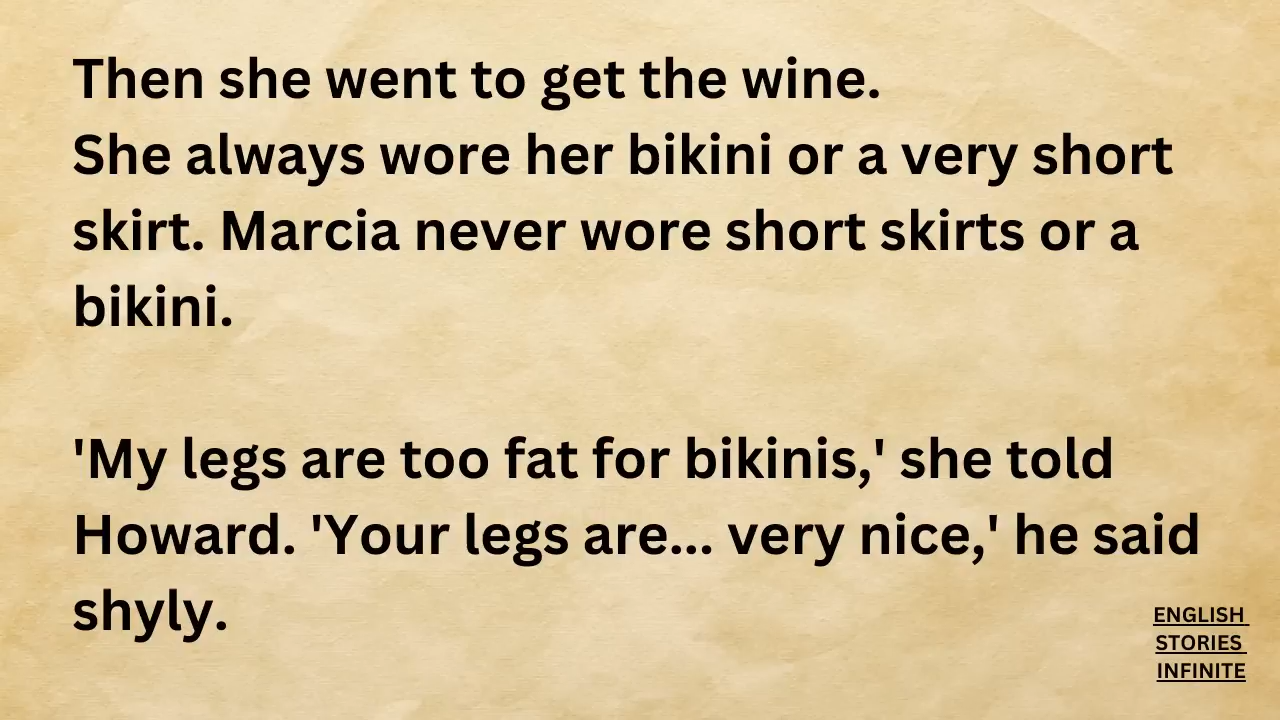 Then she went to get the wine.
She always wore her bikini or a very short
skirt. Marcia never wore short skirts or a
bikini.
'My legs are too fat for bikinis,' she told
Howard. 'Your legs are... very nice,' he said
shyly.
ENGLISH
STORIES
INFINITE